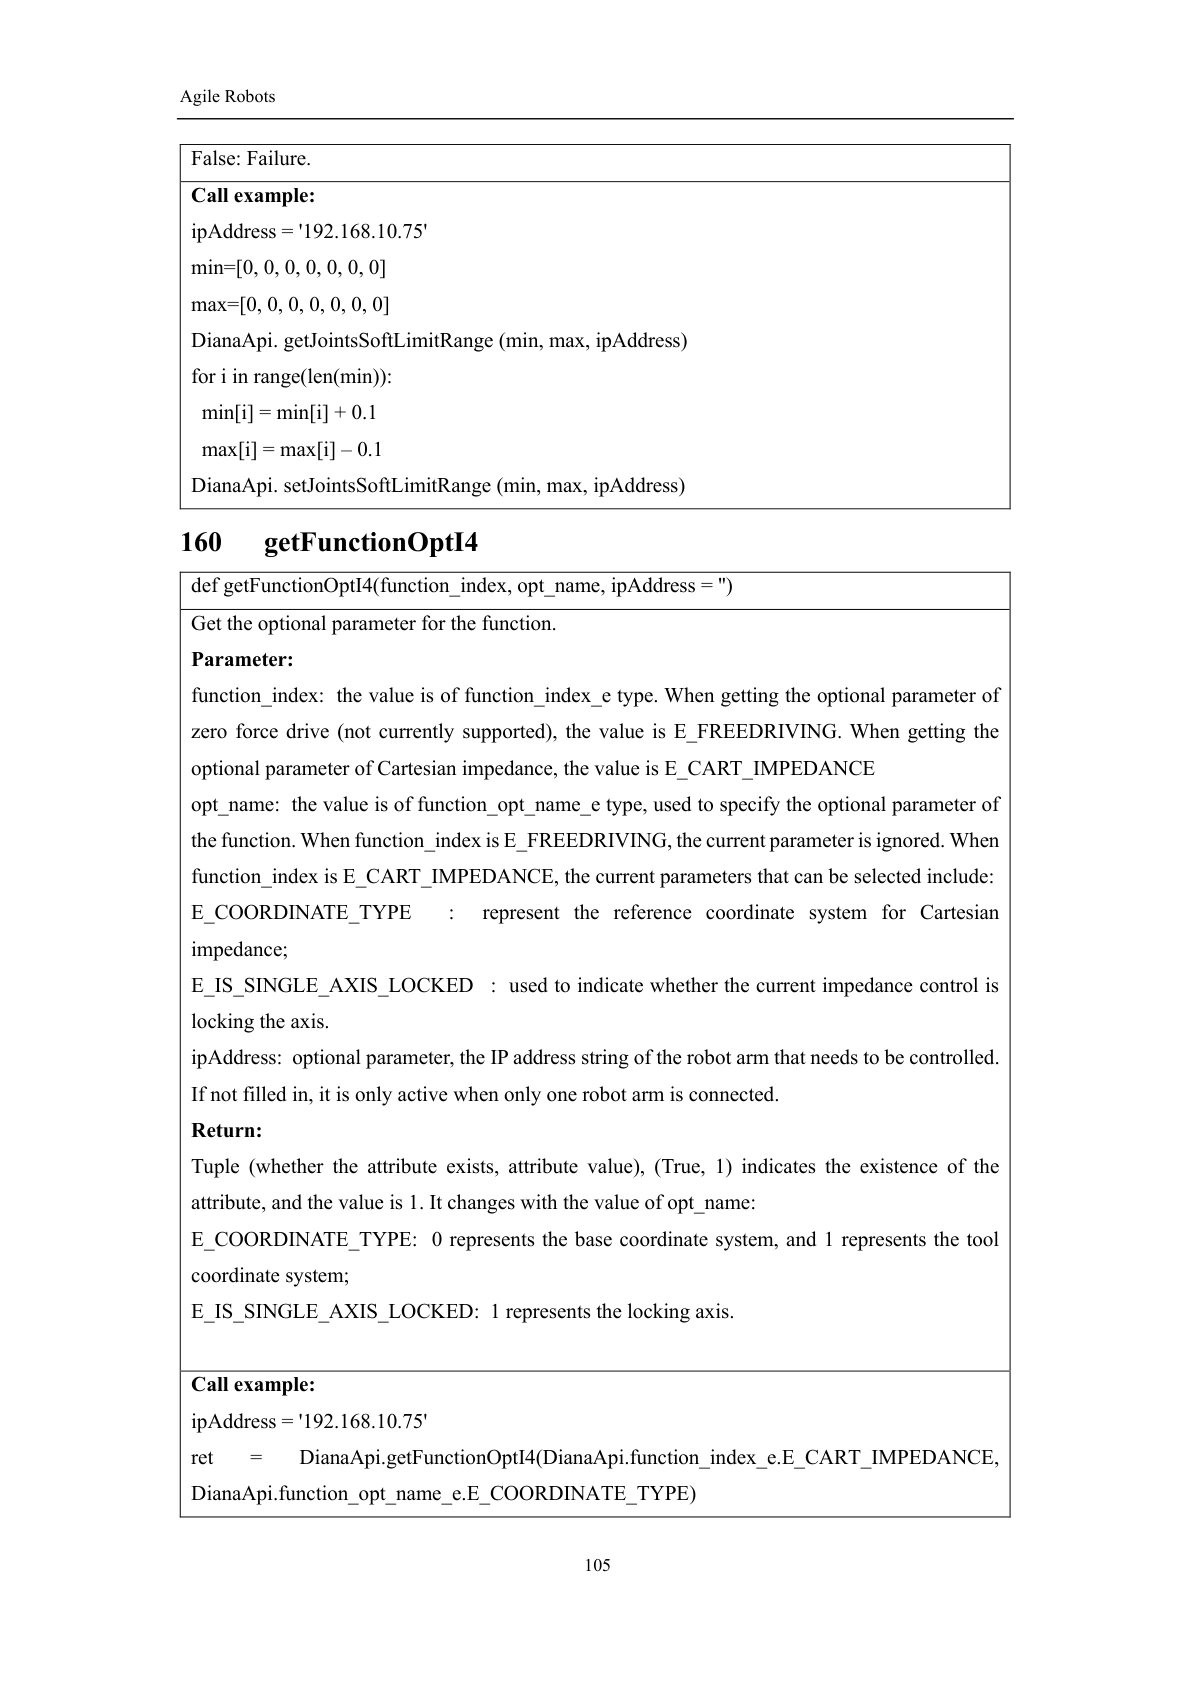 Agile Robots
False: Failure.
Call example:
ipAddress = '192.168.10.75'
min=[0, 0, 0, 0, 0, 0, 0]
max=[0, 0, 0, 0, 0, 0, 0]
DianaApi. getJointsSoftLimitRange (min, max, ipAddress)
for i in range(len(min)):
min[i] = min[i] + 0.1
max[i] = max[i] – 0.1
DianaApi. setJointsSoftLimitRange (min, max, ipAddress)
160 getFunctionOptI4
def getFunctionOptI4(function_index, opt_name, ipAddress = '')
Get the optional parameter for the function.
Parameter:
function_index: the value is of function_index_e type. When getting the optional parameter of
zero force drive (not currently supported), the value is E_FREEDRIVING. When getting the
optional parameter of Cartesian impedance, the value is E_CART_IMPEDANCE
opt_name: the value is of function_opt_name_e type, used to specify the optional parameter of
the function. When function_index is E_FREEDRIVING, the current parameter is ignored. When
function_index is E_CART_IMPEDANCE, the current parameters that can be selected include:
E_COORDINATE_TYPE : represent the reference coordinate system for Cartesian
impedance;
E_IS_SINGLE_AXIS_LOCKED : used to indicate whether the current impedance control is
locking the axis.
ipAddress: optional parameter, the IP address string of the robot arm that needs to be controlled.
If not filled in, it is only active when only one robot arm is connected.
Return:
Tuple (whether the attribute exists, attribute value), (True, 1) indicates the existence of the
attribute, and the value is 1. It changes with the value of opt_name:
E_COORDINATE_TYPE: 0 represents the base coordinate system, and 1 represents the tool
coordinate system;
E_IS_SINGLE_AXIS_LOCKED: 1 represents the locking axis.
Call example:
ipAddress = '192.168.10.75'
ret = DianaApi.getFunctionOptI4(DianaApi.function_index_e.E_CART_IMPEDANCE,
DianaApi.function_opt_name_e.E_COORDINATE_TYPE)
105